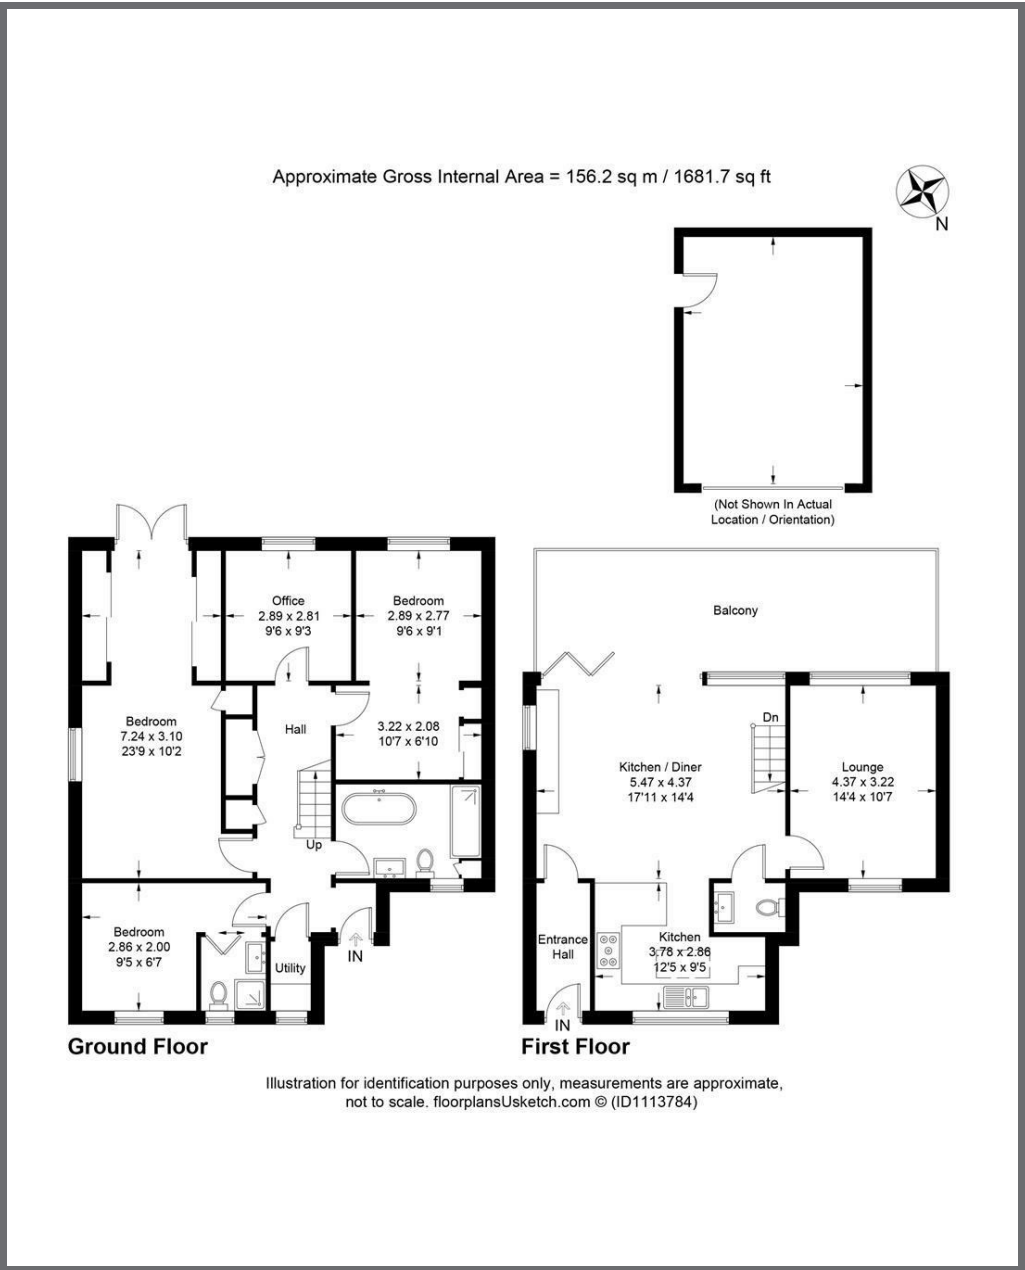 Approximate Gross Internal Area = 156.2 sq m / 1681.7 sq ft
N
(Not Shown In Actual
Location / Orientation)
Office
2.89 x 2.81
9'6 x 9'3
Bedroom
2.89 x 2.77
9'6 x 9'1
Bedroom
7.24 x 3.10
23'9 x 10'2
Hall
3.22 x 2.08
10'7 x 6'10
Up
Bedroom
2.86 x 2.00
9'5 x 6'7
Utility
IN
Ground Floor
Balcony
Dn
Kitchen / Diner
5.47 x 4.37
17'11 x 14'4
Lounge
4.37 x 3.22
14'4 x 10'7
Entrance
Hall
Kitchen
3.78 x 2.86
12'5 x 9'5
IN
First Floor
Illustration for identification purposes only, measurements are approximate,
not to scale. floorplansUsketch.com © (ID1113784)